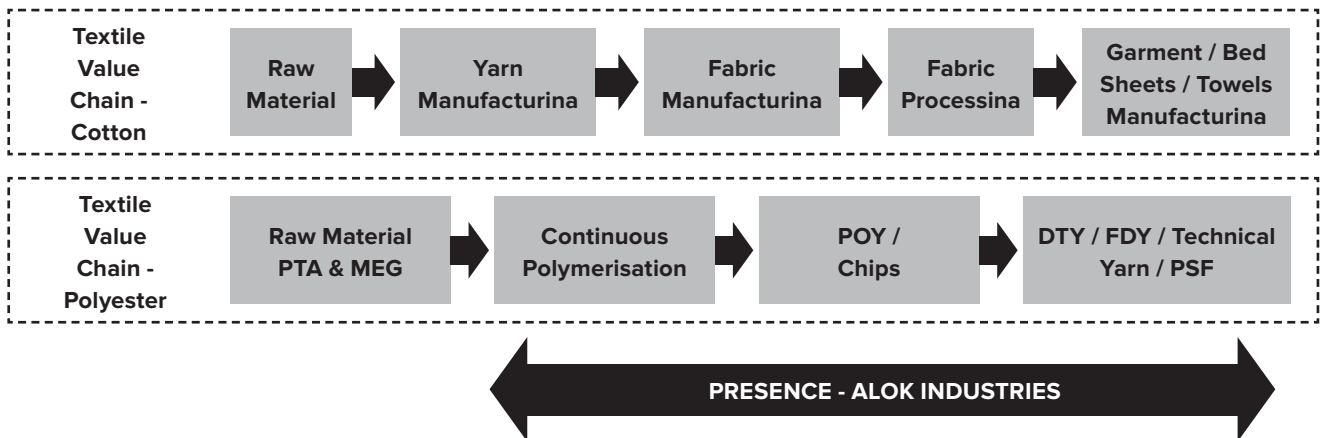 Textile
Value
Chain -
Cotton
Raw
Material
Yarn
Manufacturina
Fabric
Manufacturina
Fabric
Processina
Garment / Bed
Sheets / Towels
Manufacturina
Textile
Value
Chain -
Polyester
Raw Material
PTA & MEG
Continuous
Polymerisation
POY /
Chips
DTY / FDY / Technical
Yarn / PSF
PRESENCE - ALOK INDUSTRIES